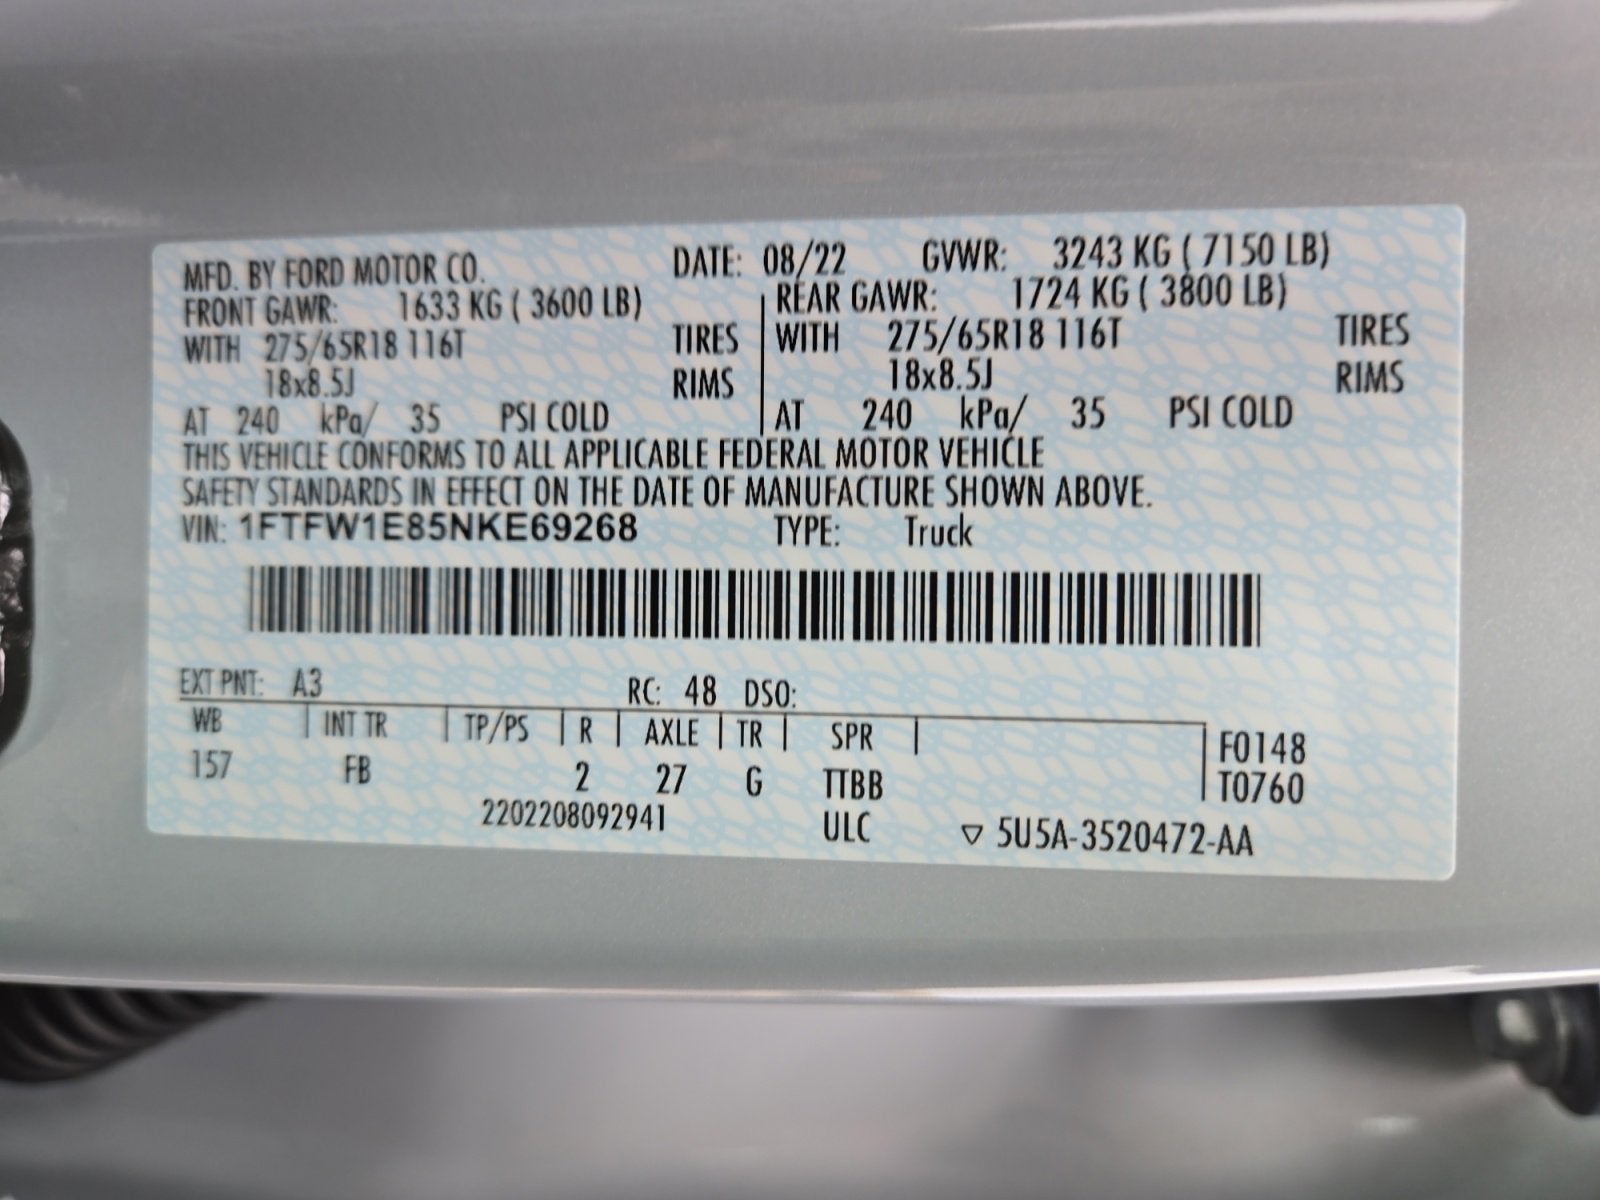 MFD. BY FORD MOTOR CO. DATE: 08/22 GVWR: 3243 KG ( 7150 LB)
FRONT GAWR: 1633 KG ( 3600 LB) REAR GAWR: 1724 KG ( 3800 LB)
WITH 275/65R18 116T TIRES WITH 275/65R18 116T TIRES
18x8.5J RIMS 18x8.5J RIMS
AT 240 kPa/ 35 PSI COLD AT 240 kPa/ 35 PSI COLD
THIS VEHICLE CONFORMS TO ALL APPLICABLE FEDERAL MOTOR VEHICLE
SAFETY STANDARDS IN EFFECT ON THE DATE OF MANUFACTURE SHOWN ABOVE.
VIN: 1FTFW1E85NKE69268 TYPE: Truck
EXT PNT: A3 RC: 48 DSO:
WB INT TR TP/PS R AXLE TR SPR F0148
157 FB 2 27 G TTBB T0760
2202208092941 ULC ▽ 5U5A-3520472-AA